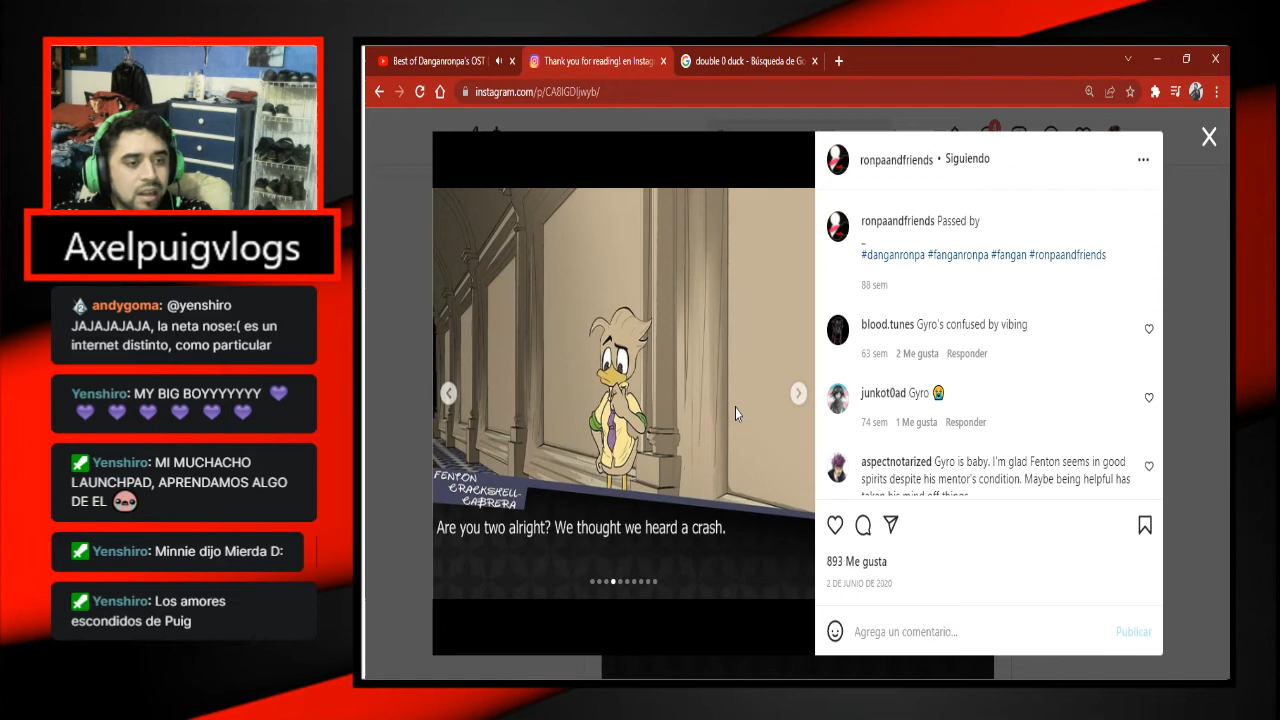 Best of Danganronpa's OST
Thank you for reading! en Instag
double 0 duck - Búsqueda de Go
instagram.com/p/CA8lGDljwyb/
Axelpuigvlogs
andygoma: @yenshiro
JAJAJAJAJA, la neta nose:( es un
internet distinto, como particular
Yenshiro: MY BIG BOYYYYYYY 💜
💜 💜 💜 💜 💜 💜
Yenshiro: MI MUCHACHO
LAUNCHPAD, APRENDAMOS ALGO
DE EL
Yenshiro: Minnie dijo Mierda D:
Yenshiro: Los amores
escondidos de Puig
FENTON
CRACKSHELL-
CABRERA
Are you two alright? We thought we heard a crash.
ronpaandfriends • Siguiendo
ronpaandfriends Passed by
_
#danganronpa #fanganronpa #fangan #ronpaandfriends
88 sem
blood.tunes Gyro's confused by vibing
63 sem 2 Me gusta Responder
junkot0ad Gyro 😭
74 sem 1 Me gusta Responder
aspectnotarized Gyro is baby. I'm glad Fenton seems in good
spirits despite his mentor's condition. Maybe being helpful has
taken his mind off things.
893 Me gusta
2 DE JUNIO DE 2020
Agrega un comentario...
Publicar